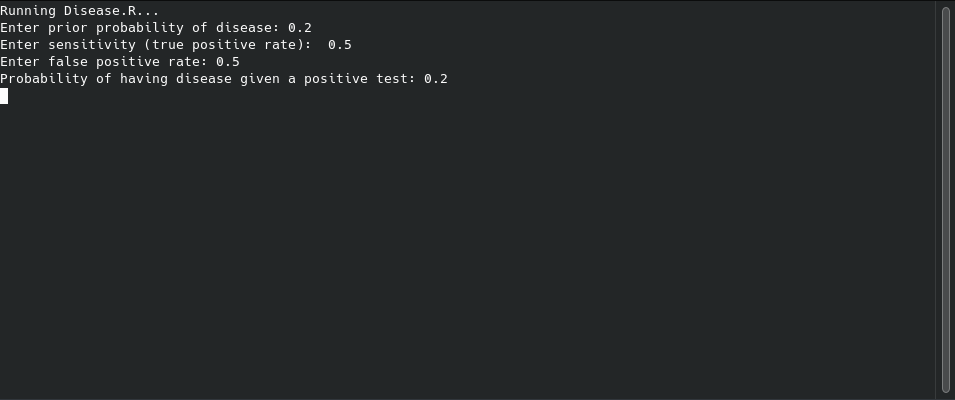 Running Disease.R...
Enter prior probability of disease: 0.2
Enter sensitivity (true positive rate):  0.5
Enter false positive rate: 0.5
Probability of having disease given a positive test: 0.2